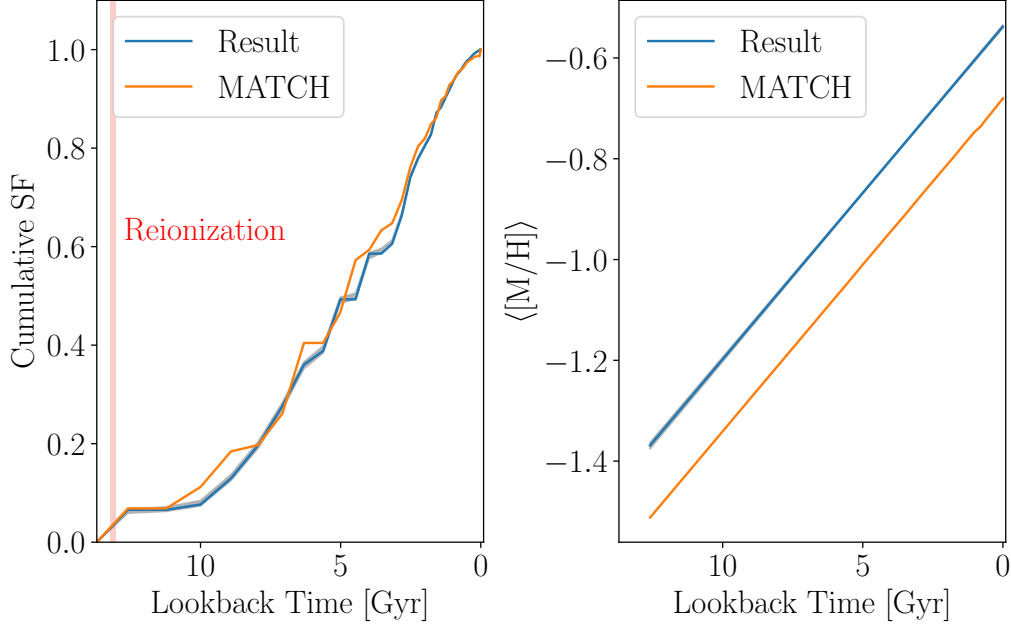 Result
MATCH
Reionization
Cumulative SF
1.0
0.8
0.6
0.4
0.2
0.0
10
5
0
Lookback Time [Gyr]
Result
MATCH
⟨[M/H]⟩
−0.6
−0.8
−1.0
−1.2
−1.4
10
5
0
Lookback Time [Gyr]